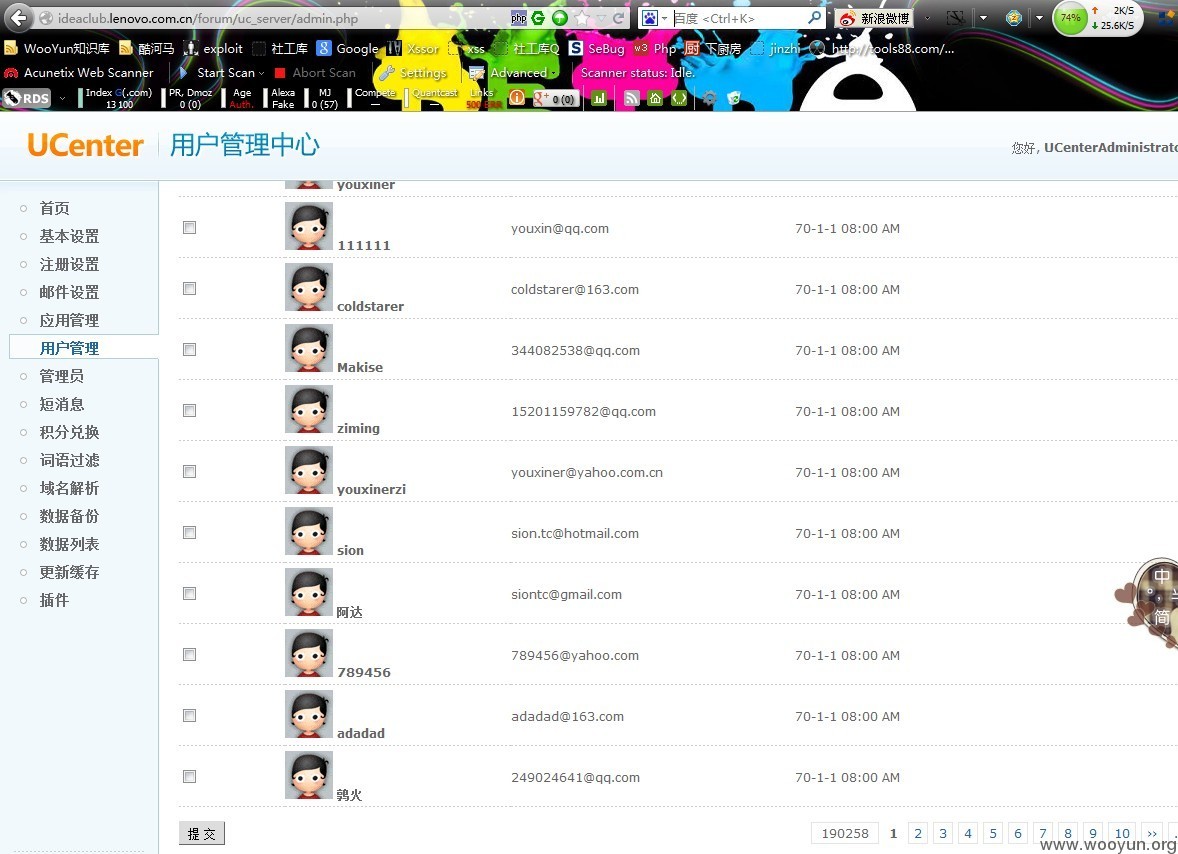 ideaclub.lenovo.com.cn/forum/uc_server/admin.php php 百度 <Ctrl+K> 新浪微博 74% 2K/S
25.6K/S
WooYun知识库 酷河马 exploit 社工库 Google Xssor xss 社工库Q SeBug Php 下厨房 jinzhi http://tools88.com/...
Acunetix Web Scanner Start Scan Abort Scan Settings Advanced Scanner status: Idle.
RDS Index G(.com) PR, Dmoz Age Alexa MJ Compete Quantcast Links
13 100 0 (0) Auth. Fake 0 (57) — — 500 ERR 0 (0)
UCenter 用户管理中心 您好, UCenterAdministrato
首页
基本设置
注册设置
邮件设置
应用管理
用户管理
管理员
短消息
积分兑换
词语过滤
域名解析
数据备份
数据列表
更新缓存
插件
youxiner
111111 youxin@qq.com 70-1-1 08:00 AM
coldstarer coldstarer@163.com 70-1-1 08:00 AM
Makise 344082538@qq.com 70-1-1 08:00 AM
ziming 15201159782@qq.com 70-1-1 08:00 AM
youxinerzi youxiner@yahoo.com.cn 70-1-1 08:00 AM
sion sion.tc@hotmail.com 70-1-1 08:00 AM
阿达 siontc@gmail.com 70-1-1 08:00 AM
789456 789456@yahoo.com 70-1-1 08:00 AM
adadad adadad@163.com 70-1-1 08:00 AM
鹑火 249024641@qq.com 70-1-1 08:00 AM
中
简
提交 190258 1 2 3 4 5 6 7 8 9 10 ››
www.wooyun.org